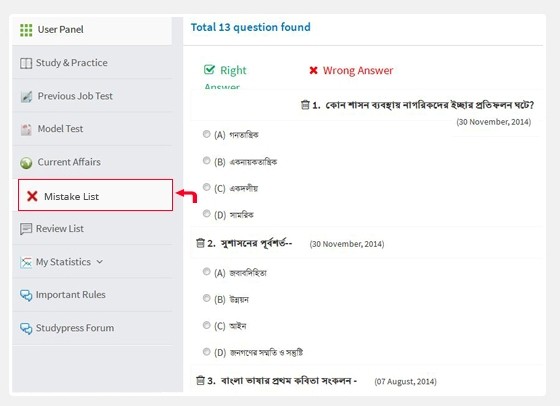 User Panel
Study & Practice
Previous Job Test
Model Test
Current Affairs
Mistake List
Review List
My Statistics
Important Rules
Studypress Forum
Total 13 question found
Right Answer
Wrong Answer
1. কোন শাসন ব্যবস্থায় নাগরিকদের ইচ্ছার প্রতিফলন ঘটে?
(30 November, 2014)
(A) গনতান্ত্রিক
(B) একনায়কতান্ত্রিক
(C) একদলীয়
(D) সামরিক
2. সুশাসনের পূর্বশর্ত-- (30 November, 2014)
(A) জবাবদিহিতা
(B) উন্নয়ন
(C) আইন
(D) জনগণের সম্মতি ও সন্তুষ্টি
3. বাংলা ভাষার প্রথম কবিতা সংকলন - (07 August, 2014)